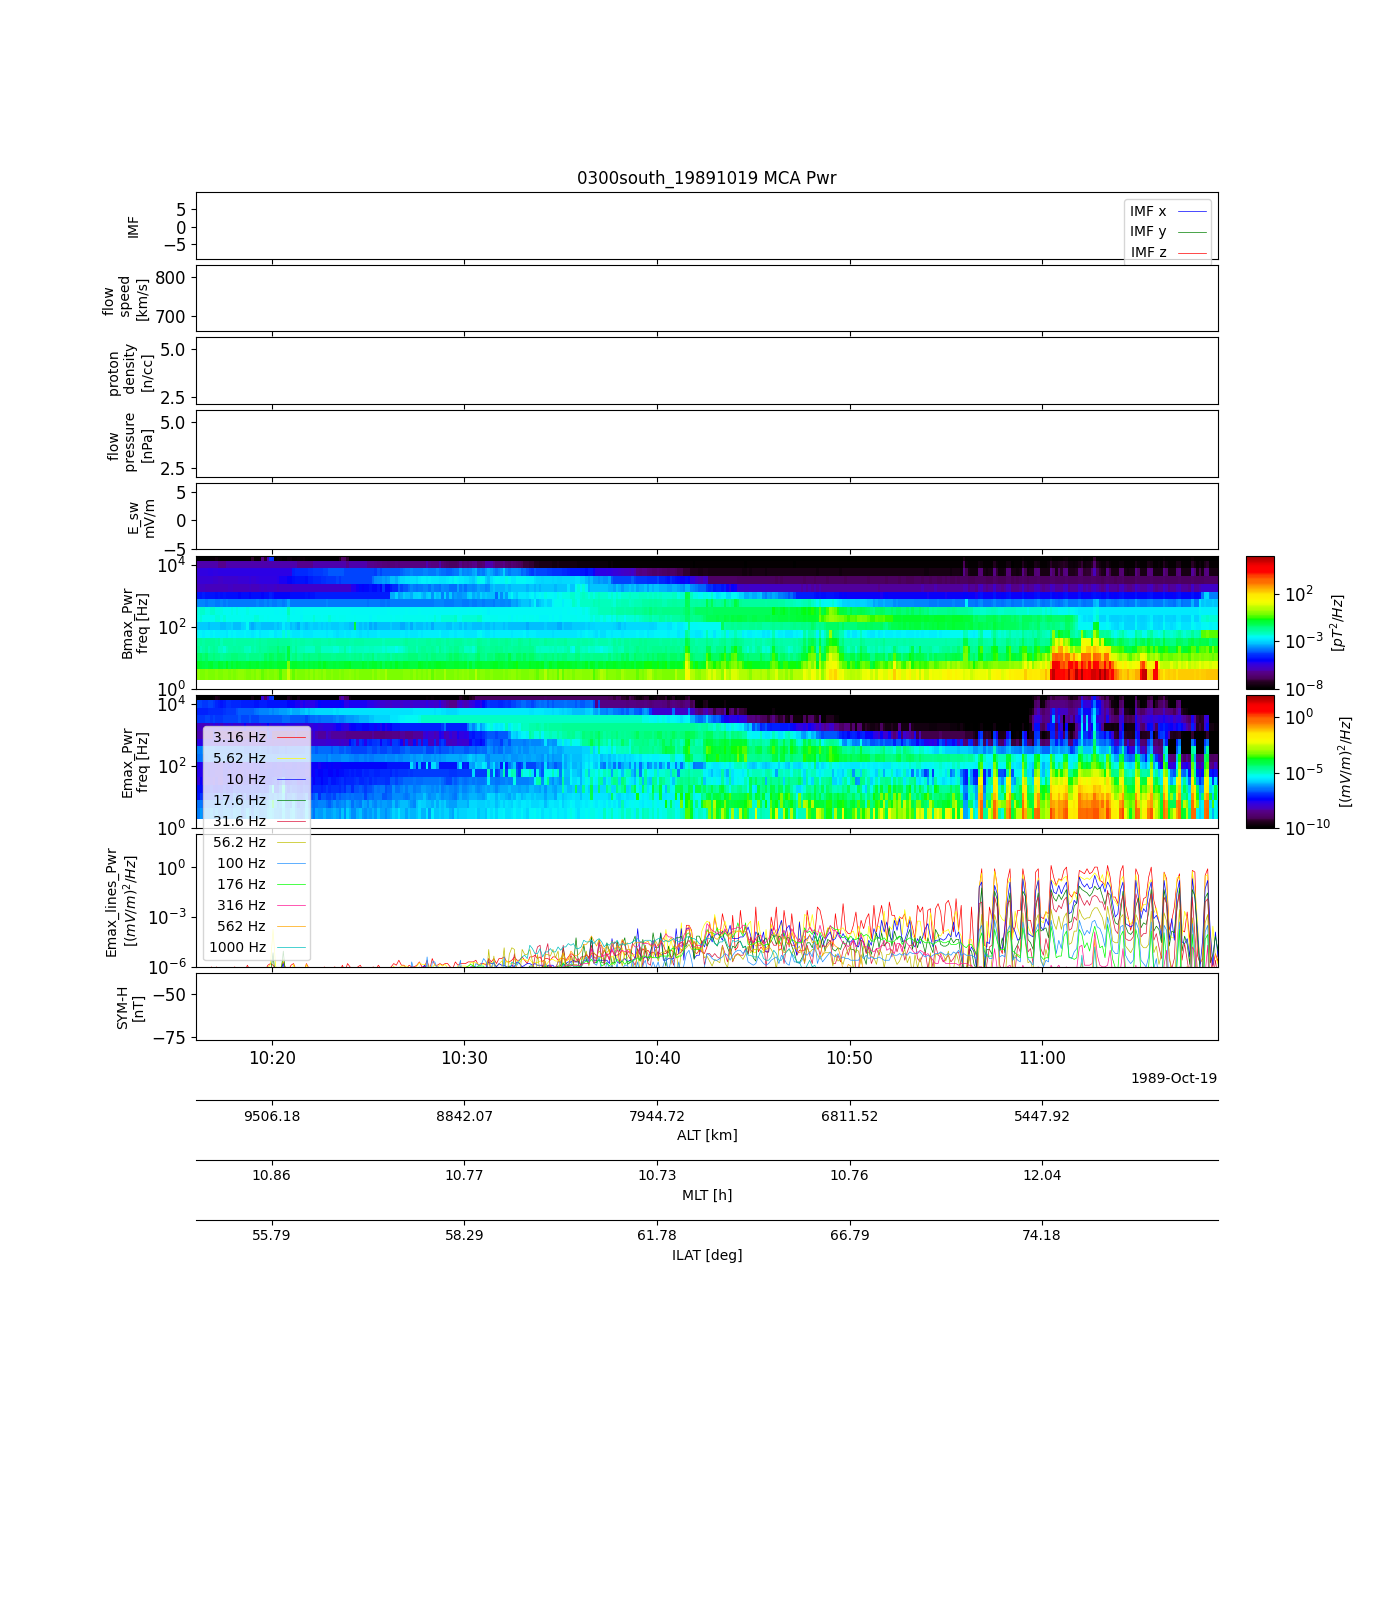 0300south_19891019 MCA Pwr
IMF
5
0
−5
IMF x
IMF y
IMF z
flow
speed
[km/s]
800
700
proton
density
[n/cc]
5.0
2.5
flow
pressure
[nPa]
5.0
2.5
E_sw
mV/m
5
0
−5
Bmax_Pwr
freq [Hz]
10^4
10^2
10^0
10^2
10^−3
10^−8
[pT^2/Hz]
Emax_Pwr
freq [Hz]
10^4
10^2
10^0
10^0
10^−5
10^−10
[(mV/m)^2/Hz]
3.16 Hz
5.62 Hz
10 Hz
17.6 Hz
31.6 Hz
56.2 Hz
100 Hz
176 Hz
316 Hz
562 Hz
1000 Hz
Emax_lines_Pwr
[(mV/m)^2/Hz]
10^0
10^−3
10^−6
SYM-H
[nT]
−50
−75
10:20 10:30 10:40 10:50 11:00
1989-Oct-19
9506.18 8842.07 7944.72 6811.52 5447.92
ALT [km]
10.86 10.77 10.73 10.76 12.04
MLT [h]
55.79 58.29 61.78 66.79 74.18
ILAT [deg]